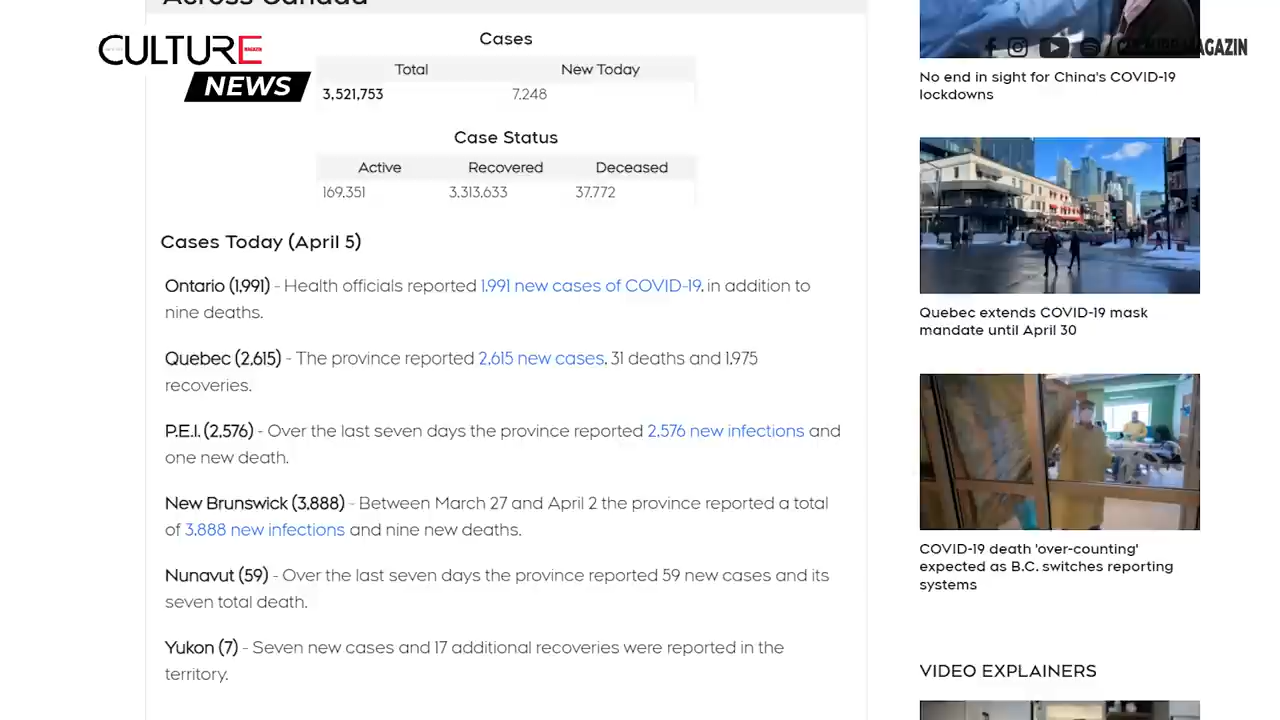 Across Canada
CULTURE
MAGAZIN
NEWS
Cases
Total New Today
3,521,753 7,248
Case Status
Active Recovered Deceased
169,351 3,313,633 37,772
Cases Today (April 5)
Ontario (1,991) - Health officials reported 1,991 new cases of COVID-19, in addition to
nine deaths.
Quebec (2,615) - The province reported 2,615 new cases, 31 deaths and 1,975
recoveries.
P.E.I. (2,576) - Over the last seven days the province reported 2,576 new infections and
one new death.
New Brunswick (3,888) - Between March 27 and April 2 the province reported a total
of 3,888 new infections and nine new deaths.
Nunavut (59) - Over the last seven days the province reported 59 new cases and its
seven total death.
Yukon (7) - Seven new cases and 17 additional recoveries were reported in the
territory.
MAGAZIN
No end in sight for China's COVID-19
lockdowns
Quebec extends COVID-19 mask
mandate until April 30
COVID-19 death 'over-counting'
expected as B.C. switches reporting
systems
VIDEO EXPLAINERS